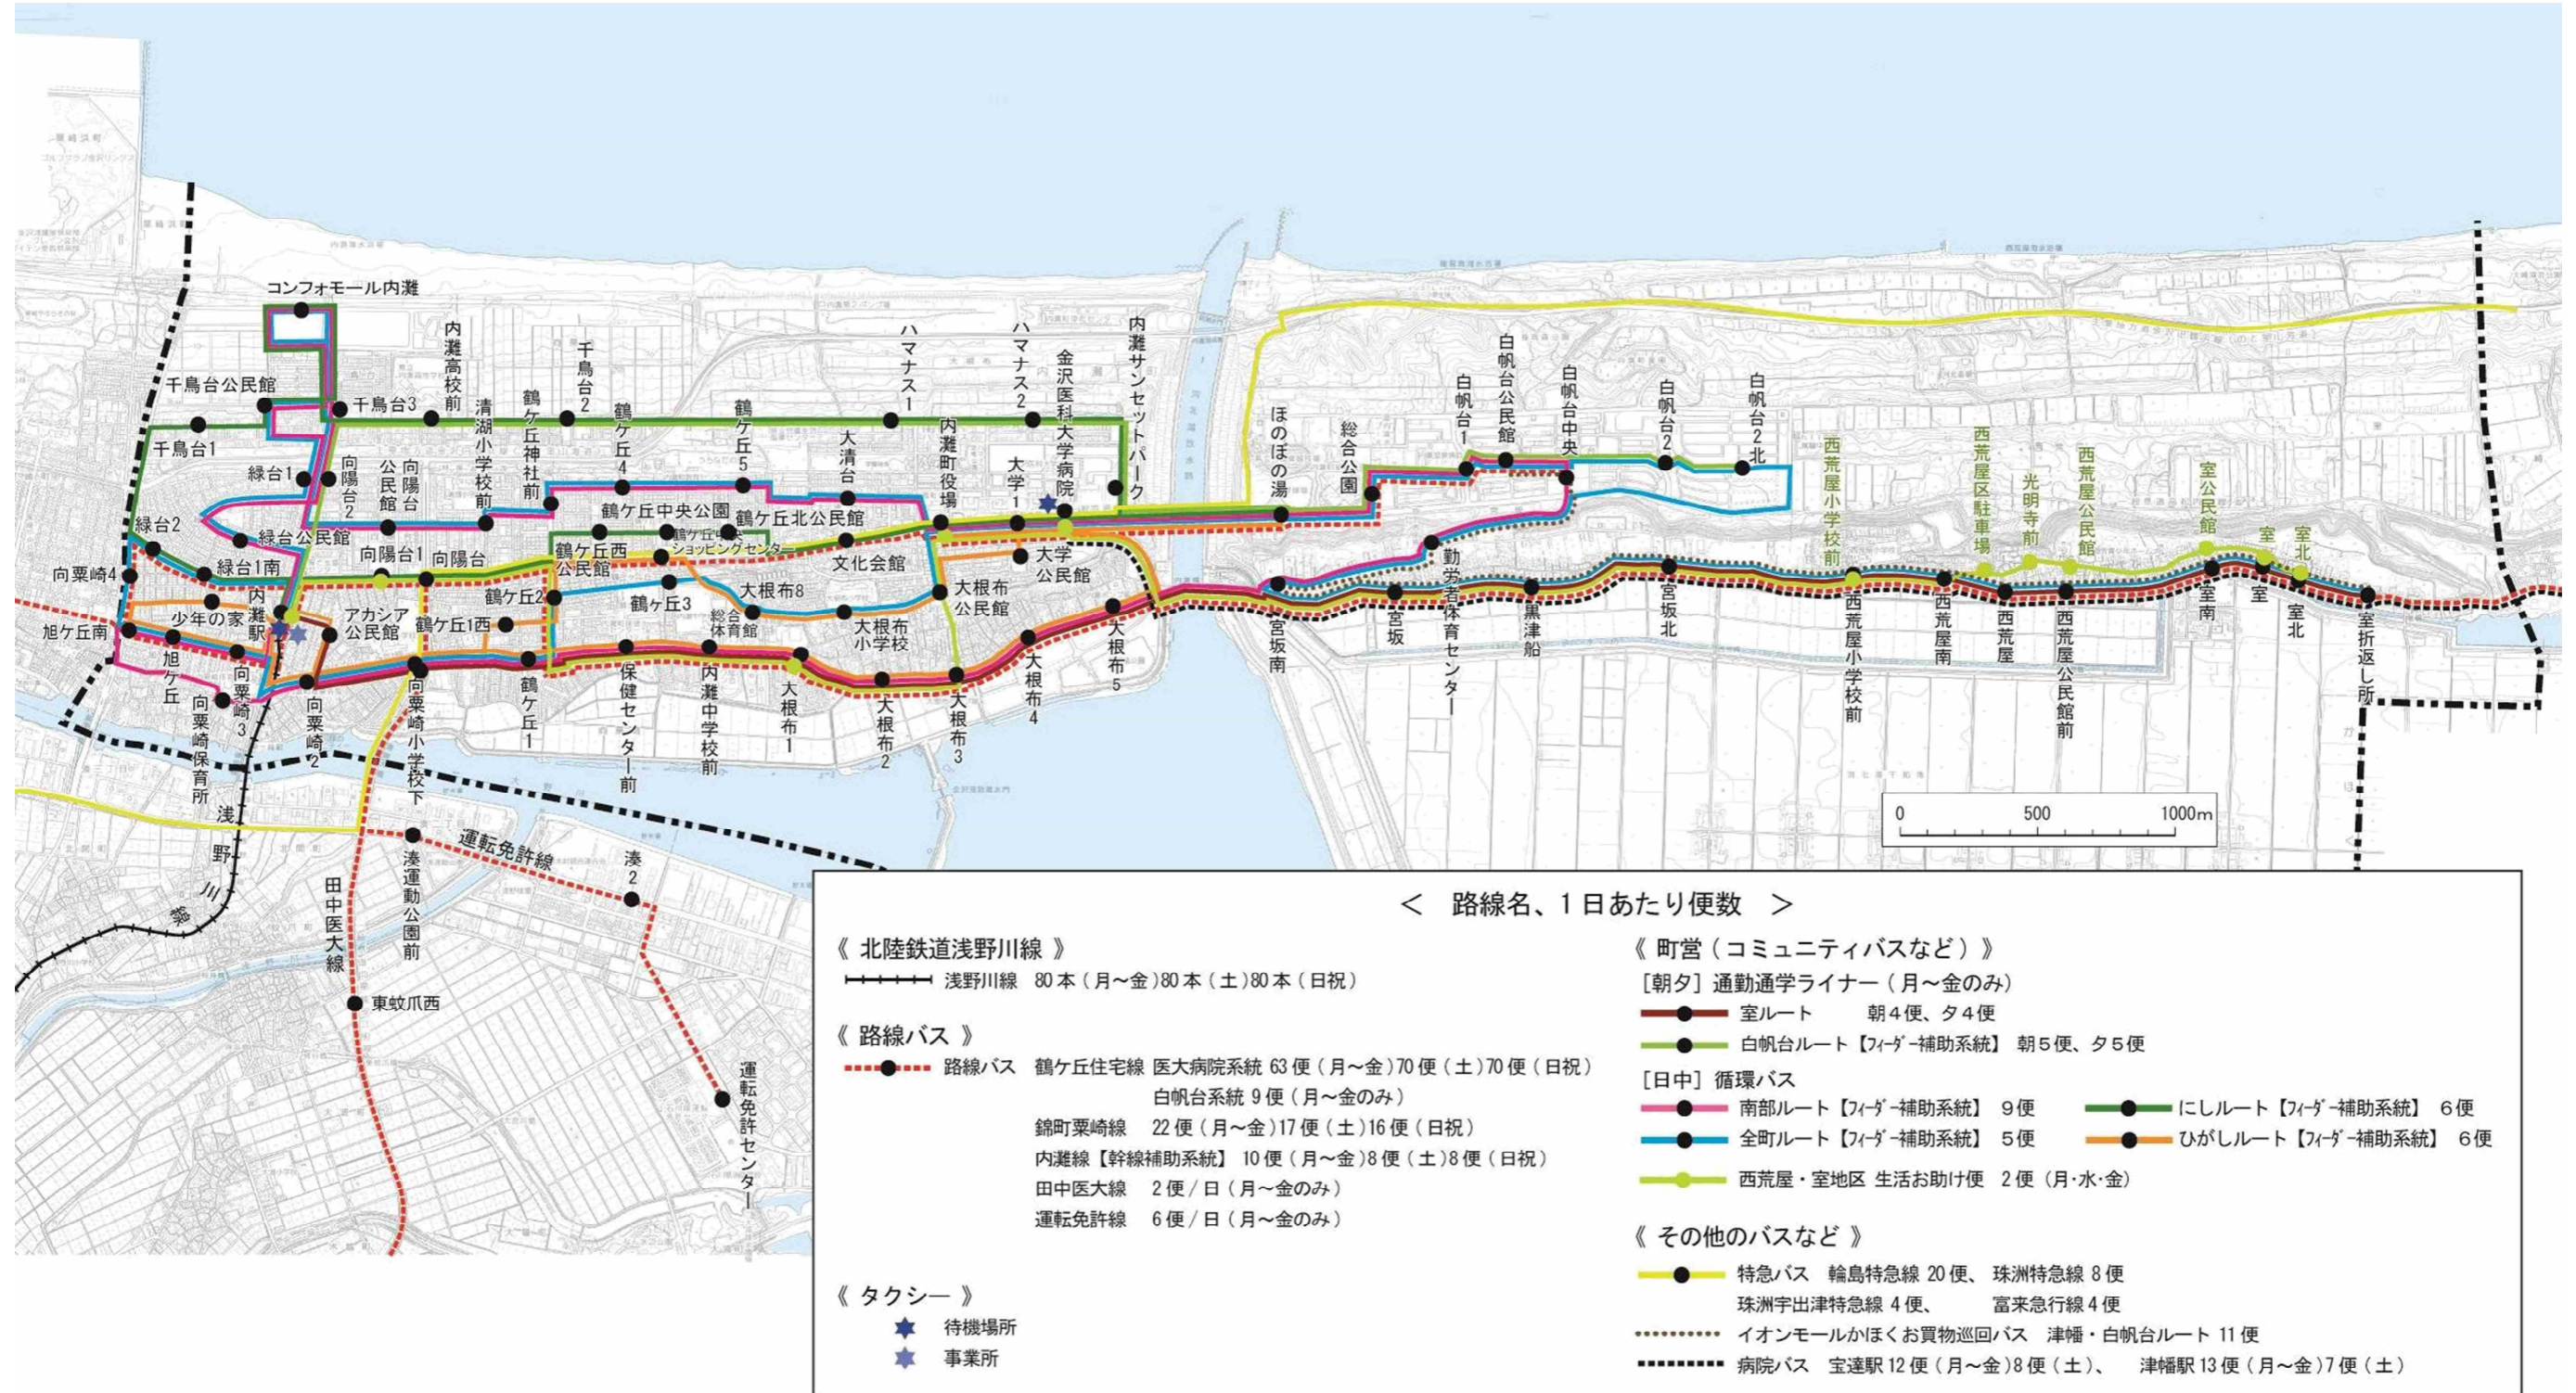 コンフォモール内灘
千鳥台公民館
千鳥台3
千鳥台1
内灘高校前
清湖小学校前
鶴ケ丘神社前
千鳥台2
鶴ケ丘4
鶴ケ丘5
大清台
ハマナス1
内灘町役場
ハマナス2
大学1
金沢医科大学病院
内灘サンセットパーク
ほのぼの湯
総合公園
白帆台1
白帆台公民館
白帆台中央
白帆台2
白帆台2北
西荒屋小学校前
西荒屋区駐車場
光明寺前
西荒屋公民館
室公民館
室
室北
緑台1
向陽台2
向陽台公民館
緑台2
緑台公民館
緑台1南
向陽台1
向陽台
鶴ケ丘中央公園
鶴ケ丘北公民館
鶴ケ丘中央ショッピングセンター
鶴ケ丘西公民館
文化会館
大学公民館
向粟崎4
少年の家
内灘駅
アカシア公民館
鶴ケ丘2
鶴ケ丘3
鶴ケ丘1西
大根布8
総合体育館
大根布小学校
大根布公民館
旭ケ丘南
旭ケ丘
向粟崎保育所
向粟崎3
向粟崎2
向粟崎小学校下
鶴ケ丘1
保健センター前
内灘中学校前
大根布1
大根布2
大根布3
大根布4
大根布5
宮坂南
宮坂
勤労者体育センター
黒津船
宮坂北
西荒屋小学校前
西荒屋南
西荒屋
西荒屋公民館前
室南
室
室北
室折返し所
浅野川線
田中医大線
運転免許線
湊運動公園前
湊2
東蚊爪西
運転免許センター
0 500 1000m
＜ 路線名、1日あたり便数 ＞
《 北陸鉄道浅野川線 》
浅野川線 80本(月～金)80本(土)80本(日祝)
《 路線バス 》
路線バス 鶴ケ丘住宅線 医大病院系統 63便(月～金)70便(土)70便(日祝)
白帆台系統 9便(月～金のみ)
錦町粟崎線 22便(月～金)17便(土)16便(日祝)
内灘線【幹線補助系統】 10便(月～金)8便(土)8便(日祝)
田中医大線 2便/日(月～金のみ)
運転免許線 6便/日(月～金のみ)
《 タクシー 》
待機場所
事業所
《 町営(コミュニティバスなど)》
[朝夕]通勤通学ライナー(月～金のみ)
室ルート 朝4便、夕4便
白帆台ルート【フィーダー補助系統】 朝5便、夕5便
[日中]循環バス
南部ルート【フィーダー補助系統】 9便 にしルート【フィーダー補助系統】 6便
全町ルート【フィーダー補助系統】 5便 ひがしルート【フィーダー補助系統】 6便
西荒屋・室地区 生活お助け便 2便(月・水・金)
《 その他のバスなど 》
特急バス 輪島特急線 20便、 珠洲特急線 8便
珠洲宇出津特急線 4便、 富来急行線 4便
イオンモールかほくお買物巡回バス 津幡・白帆台ルート 11便
病院バス 宝達駅 12便(月～金)8便(土)、 津幡駅 13便(月～金)7便(土)